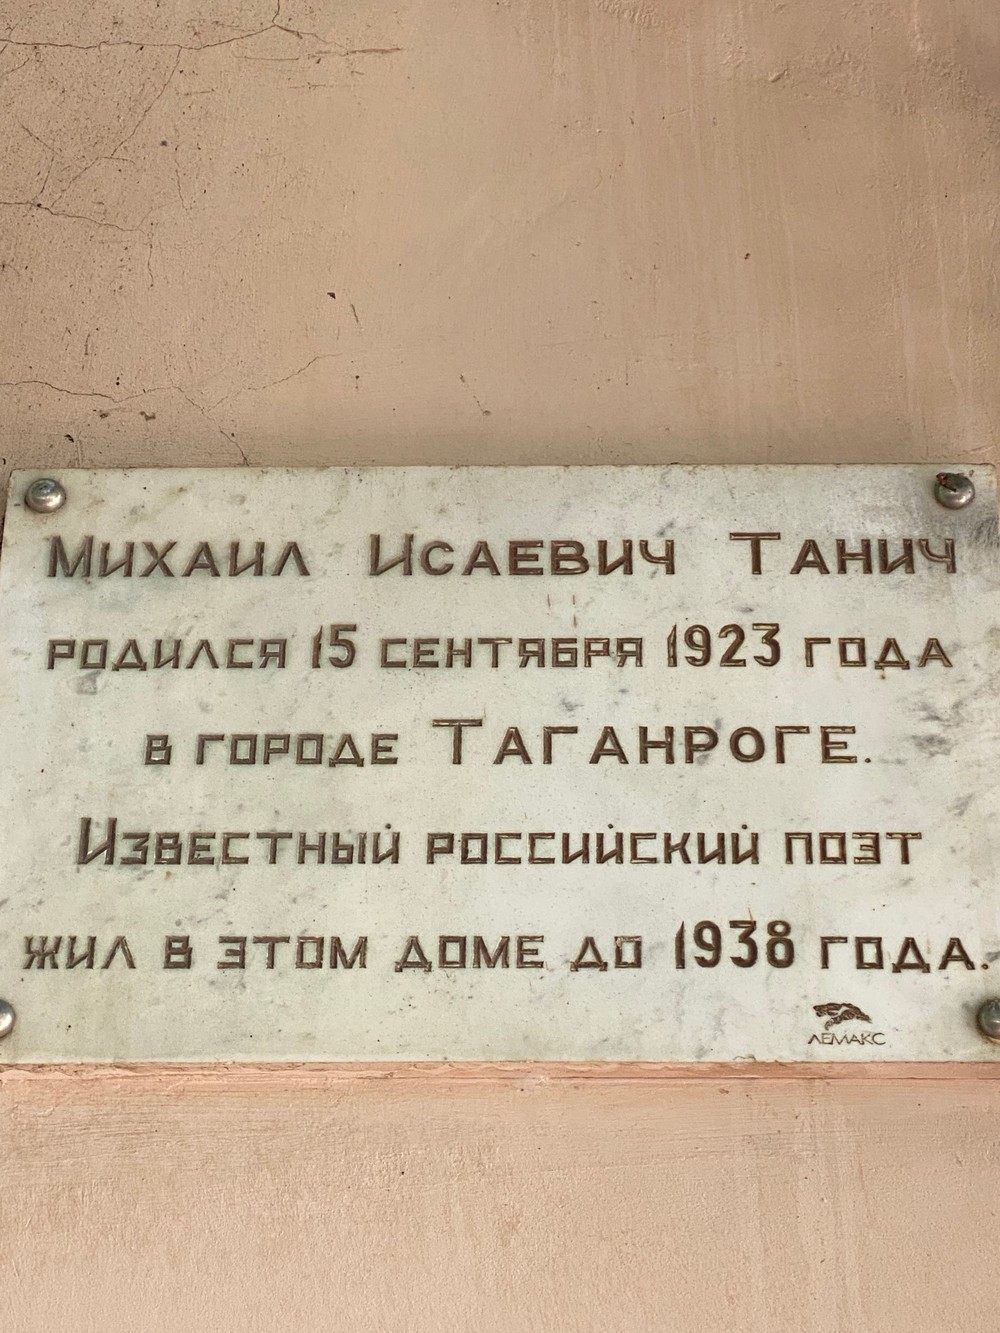 Михаил Исаевич Танич
родился 15 сентября 1923 года
в городе Таганроге.
Известный российский поэт
жил в этом доме до 1938 года.
ЛЕМАКС